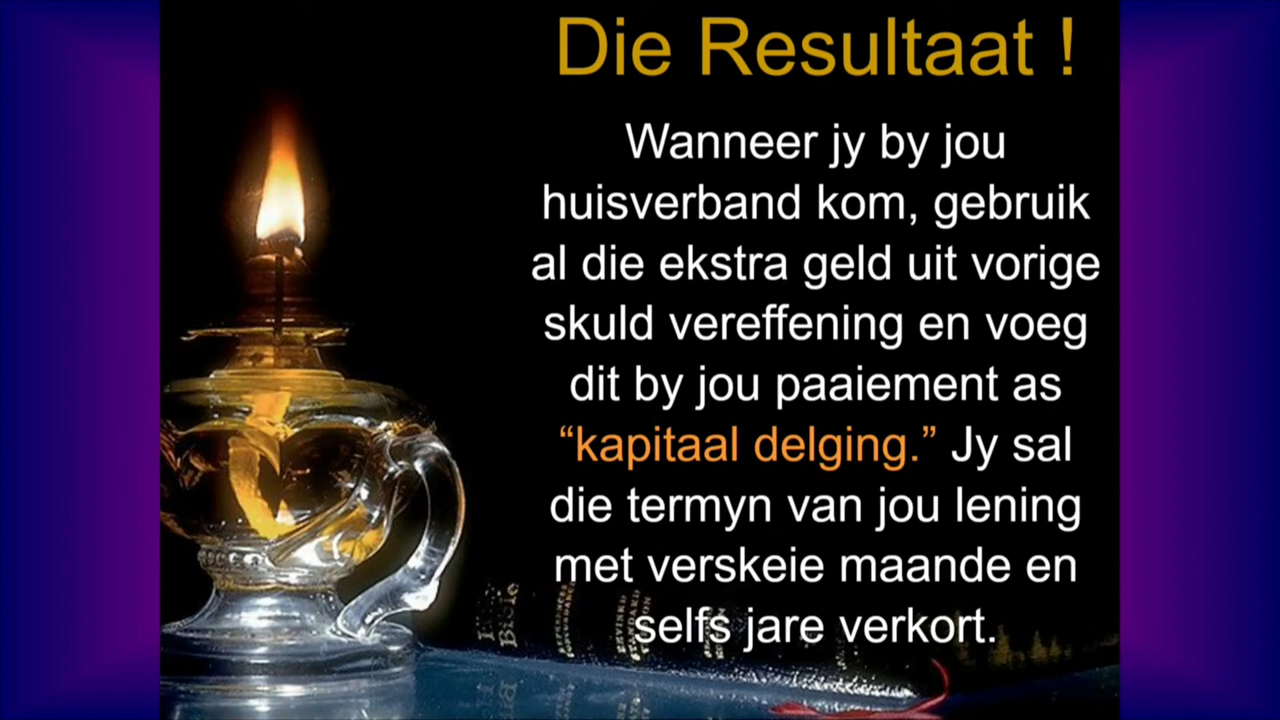 Die Resultaat !
Wanneer jy by jou
huisverband kom, gebruik
al die ekstra geld uit vorige
skuld vereffening en voeg
dit by jou paaiement as
“kapitaal delging.” Jy sal
die termyn van jou lening
met verskeie maande en
selfs jare verkort.
Bible